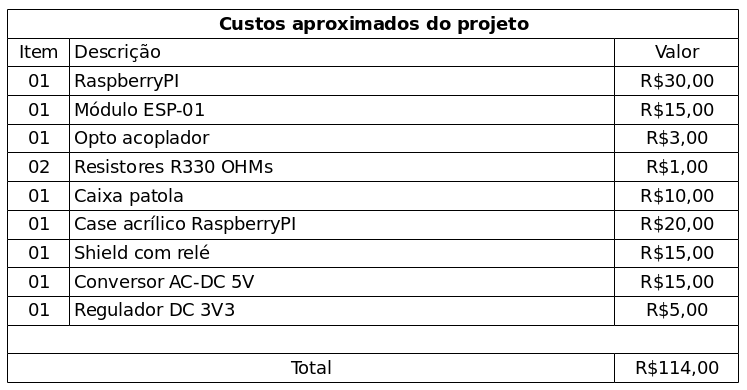 Custos aproximados do projeto
Item Descrição Valor
01 RaspberryPI R$30,00
01 Módulo ESP-01 R$15,00
01 Opto acoplador R$3,00
02 Resistores R330 OHMs R$1,00
01 Caixa patola R$10,00
01 Case acrílico RaspberryPI R$20,00
01 Shield com relé R$15,00
01 Conversor AC-DC 5V R$15,00
01 Regulador DC 3V3 R$5,00
Total R$114,00